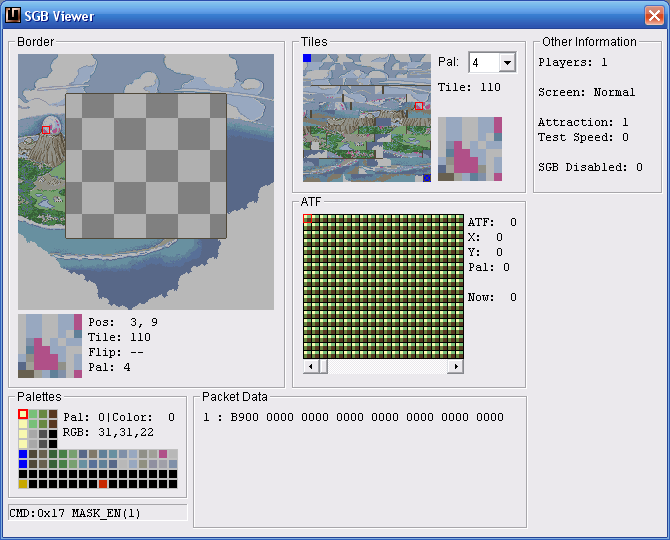 SGB Viewer
Border
Pos: 3, 9
Tile: 110
Flip: --
Pal: 4
Tiles
Pal: 4
Tile: 110
Other Information
Players: 1
Screen: Normal
Attraction: 1
Test Speed: 0
SGB Disabled: 0
ATF
ATF: 0
X: 0
Y: 0
Pal: 0
Now: 0
Palettes
Pal: 0|Color: 0
RGB: 31,31,22
CMD:0x17 MASK_EN(1)
Packet Data
1 : B900 0000 0000 0000 0000 0000 0000 0000